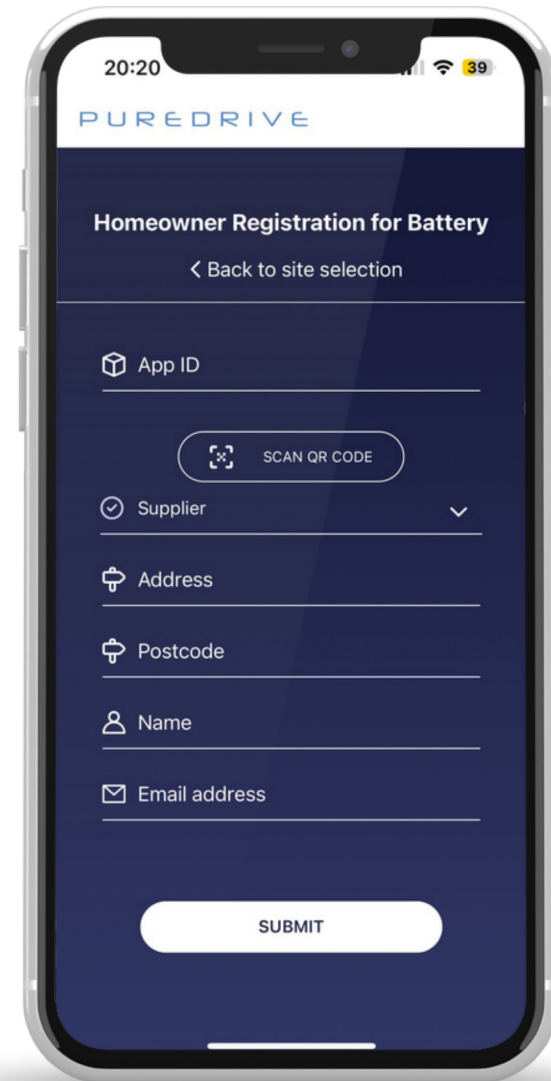 20:20
39
PUREDRIVE
Homeowner Registration for Battery
< Back to site selection
App ID
SCAN QR CODE
Supplier
Address
Postcode
Name
Email address
SUBMIT